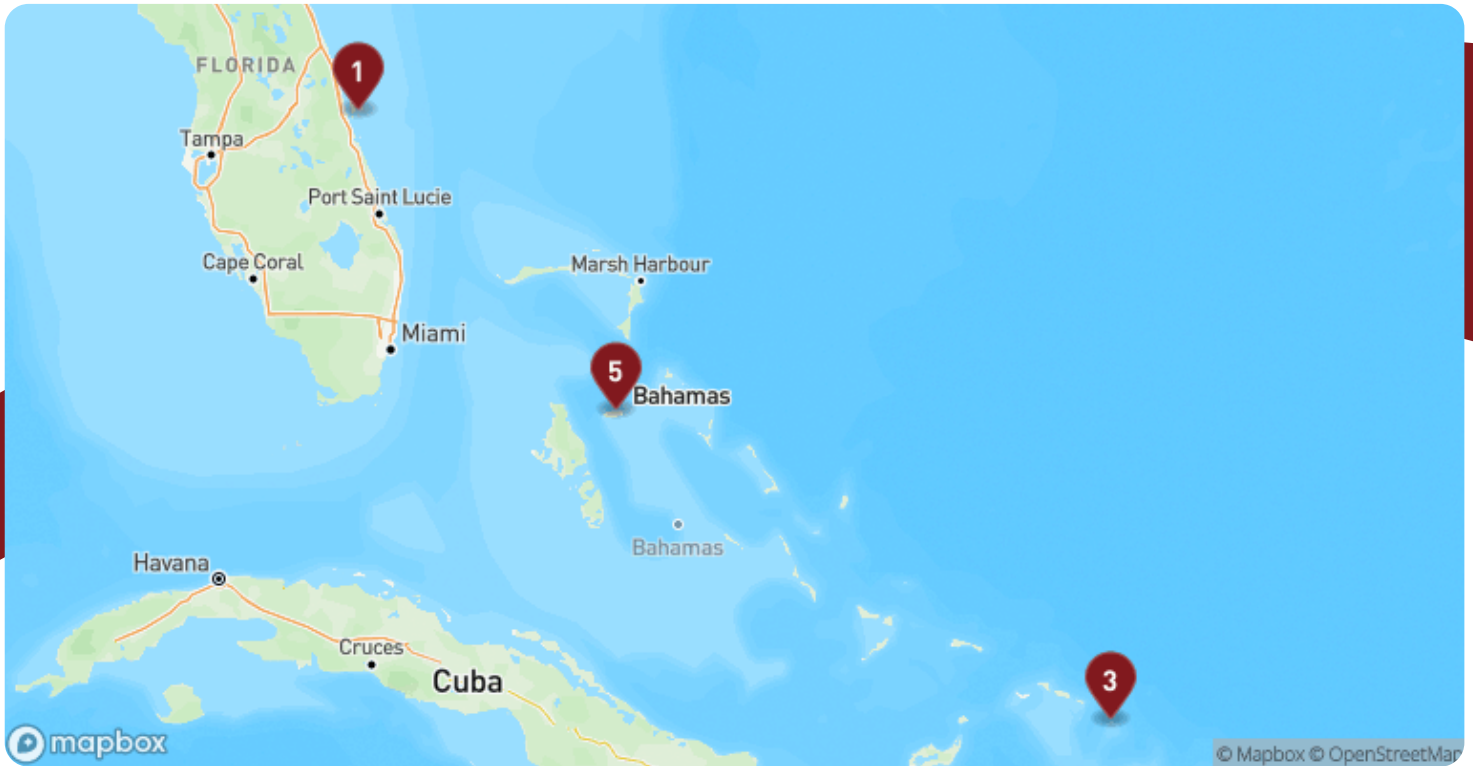 FLORIDA
1
Tampa
Port Saint Lucie
Cape Coral
Marsh Harbour
Miami
5
Bahamas
Bahamas
Havana
Cruces
Cuba
3
mapbox
© Mapbox © OpenStreetMap